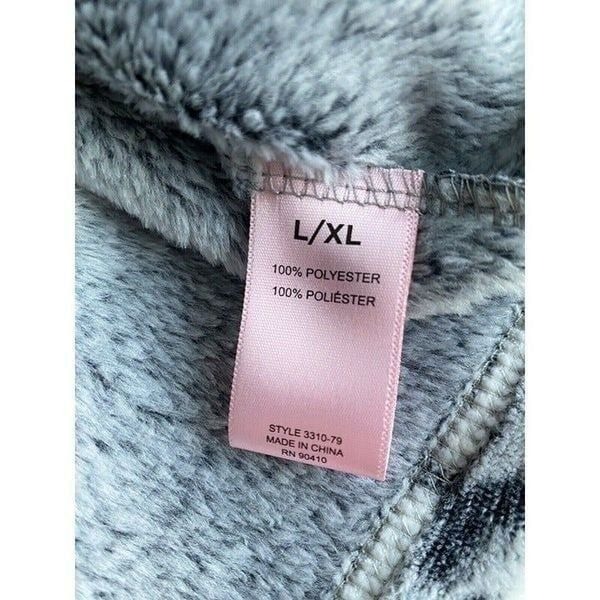 L/XL
100% POLYESTER
100% POLIÉSTER
STYLE 3310-79
MADE IN CHINA
RN 90410